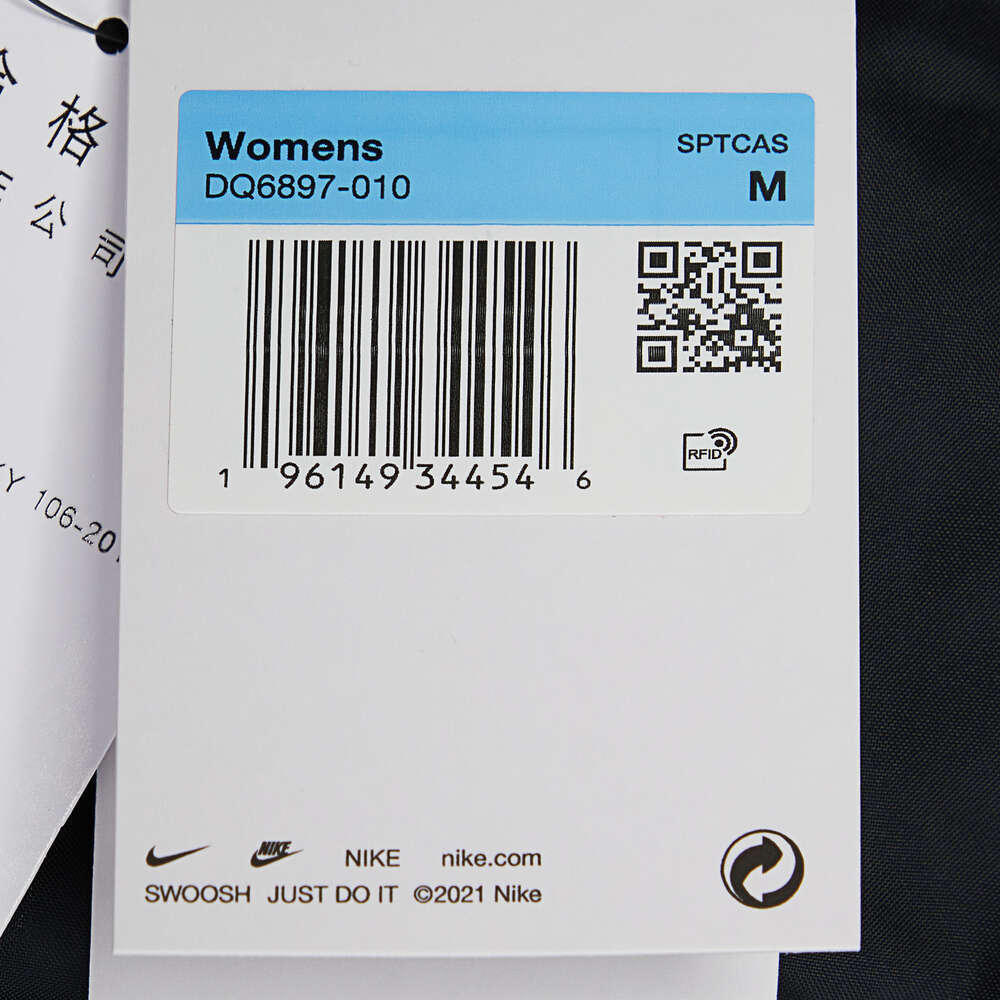 Womens
SPTCAS
DQ6897-010
M
1 96149 34454 6
RFID
NIKE
NIKE nike.com
SWOOSH JUST DO IT ©2021 Nike
格
公
司
106-20